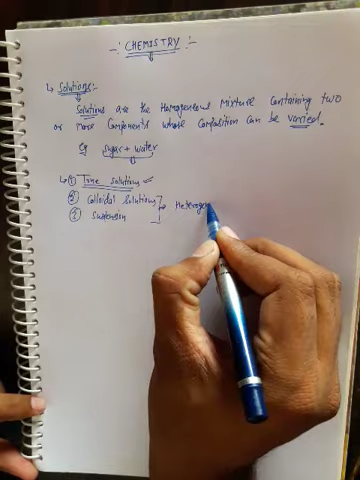 -: CHEMISTRY :-
↳ Solutions:-
Solutions are the Homogeneous Mixture Containing two
or more Components whose Composition can be varried.
Eg sugar + water
↳ ① True solutions
② Colloidal Solutions
③ Suspension
Heteroge